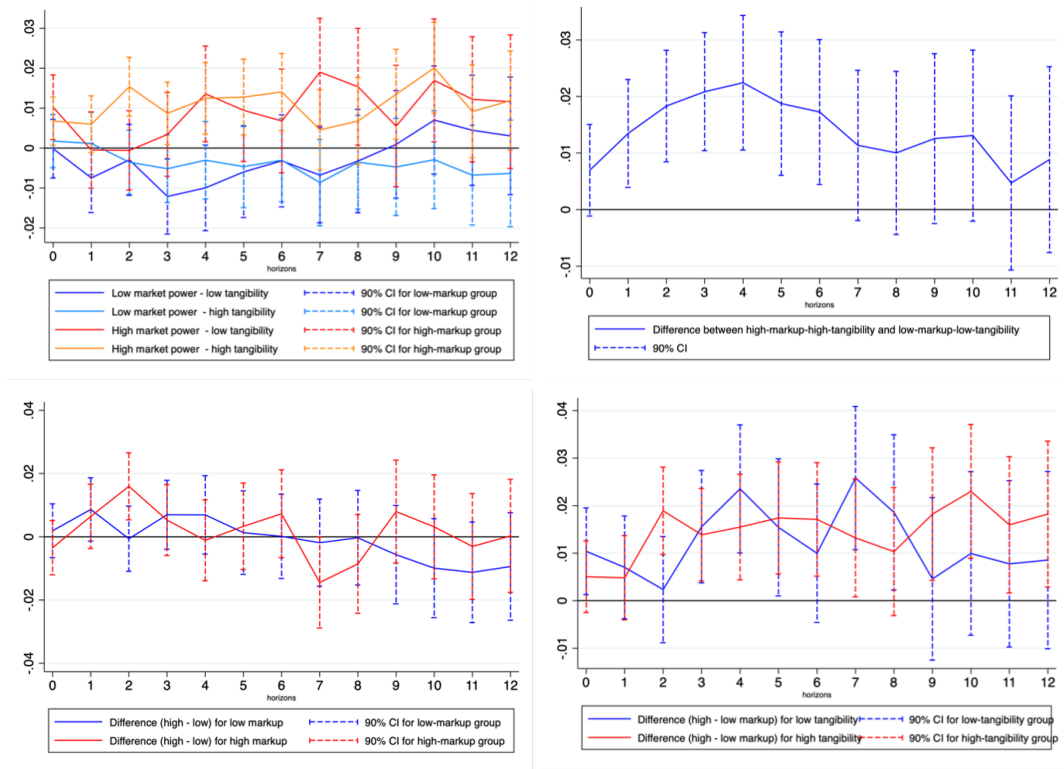 .03
.02
.01
0
-.01
-.02
0 1 2 3 4 5 6 7 8 9 10 11 12
horizons
Low market power - low tangibility 90% CI for low-markup group
Low market power - high tangibility 90% CI for low-markup group
High market power - low tangibility 90% CI for high-markup group
High market power - high tangibility 90% CI for high-markup group
.03
.02
.01
0
-.01
0 1 2 3 4 5 6 7 8 9 10 11 12
horizons
Difference between high-markup-high-tangibility and low-markup-low-tangibility
90% CI
.04
.02
0
-.02
-.04
0 1 2 3 4 5 6 7 8 9 10 11 12
horizons
Difference (high - low) for low markup 90% CI for low-markup group
Difference (high - low) for high markup 90% CI for high-markup group
.04
.03
.02
.01
0
-.01
0 1 2 3 4 5 6 7 8 9 10 11 12
horizons
Difference (high - low markup) for low tangibility 90% CI for low-tangibility group
Difference (high - low markup) for high tangibility 90% CI for high-tangibility group